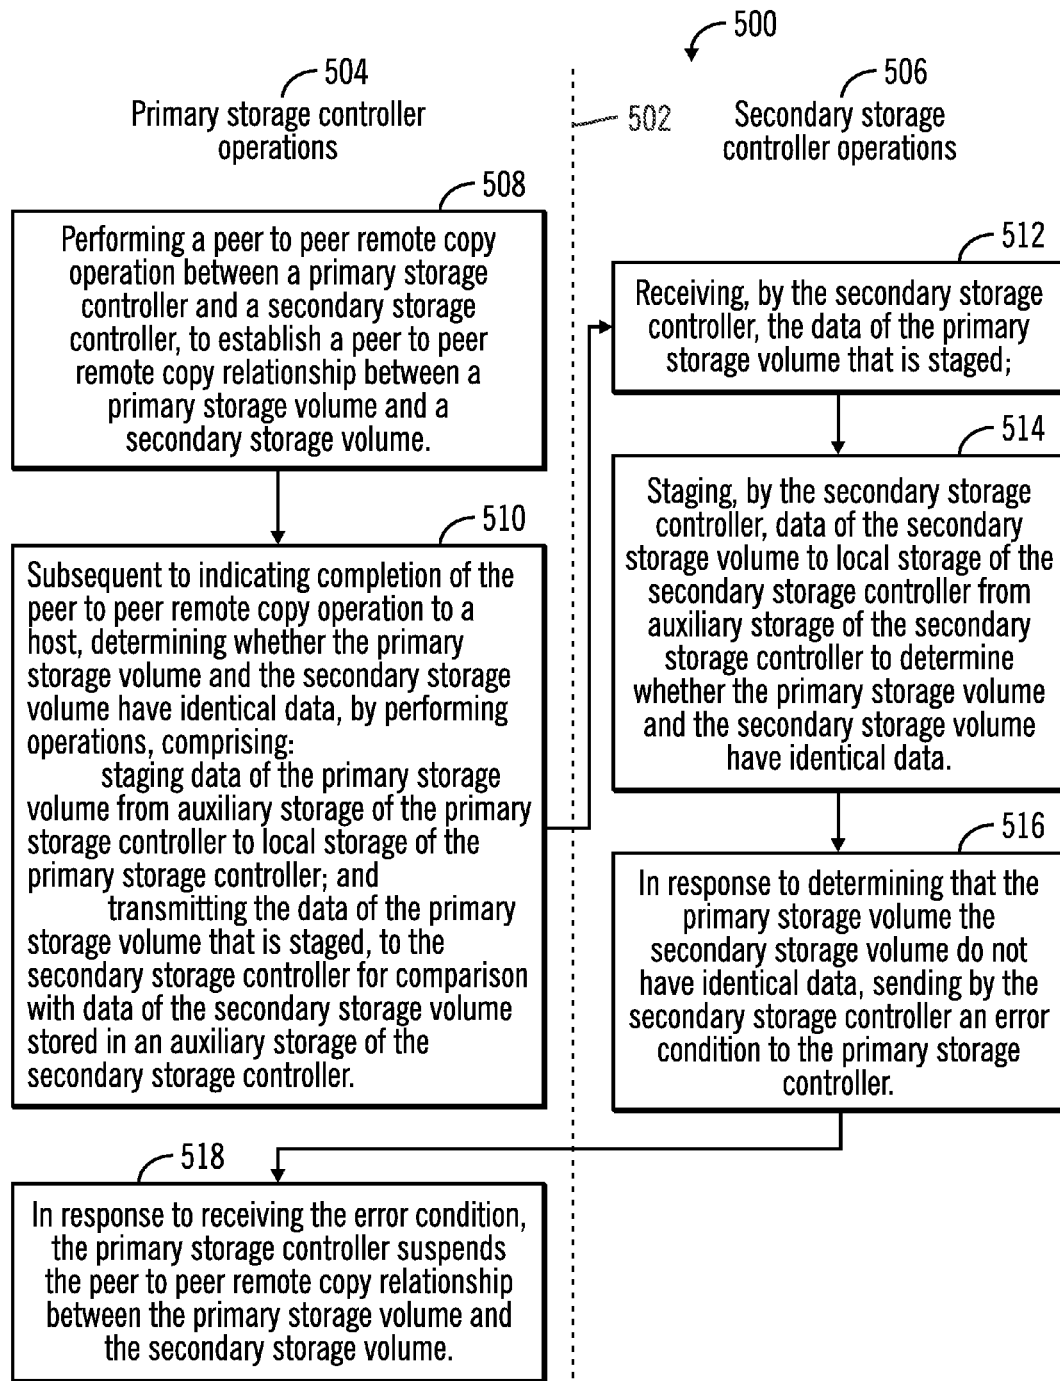 500
504
Primary storage controller
operations
502
506
Secondary storage
controller operations
508
Performing a peer to peer remote copy
operation between a primary storage
controller and a secondary storage
controller, to establish a peer to peer
remote copy relationship between a
primary storage volume and a
secondary storage volume.
510
Subsequent to indicating completion of the
peer to peer remote copy operation to a
host, determining whether the primary
storage volume and the secondary storage
volume have identical data, by performing
operations, comprising:
staging data of the primary storage
volume from auxiliary storage of the primary
storage controller to local storage of the
primary storage controller; and
transmitting the data of the primary
storage volume that is staged, to the
secondary storage controller for comparison
with data of the secondary storage volume
stored in an auxiliary storage of the
secondary storage controller.
512
Receiving, by the secondary storage
controller, the data of the primary
storage volume that is staged;
514
Staging, by the secondary storage
controller, data of the secondary
storage volume to local storage of the
secondary storage controller from
auxiliary storage of the secondary
storage controller to determine
whether the primary storage volume
and the secondary storage volume
have identical data.
516
In response to determining that the
primary storage volume the
secondary storage volume do not
have identical data, sending by the
secondary storage controller an error
condition to the primary storage
controller.
518
In response to receiving the error condition,
the primary storage controller suspends
the peer to peer remote copy relationship
between the primary storage volume and
the secondary storage volume.